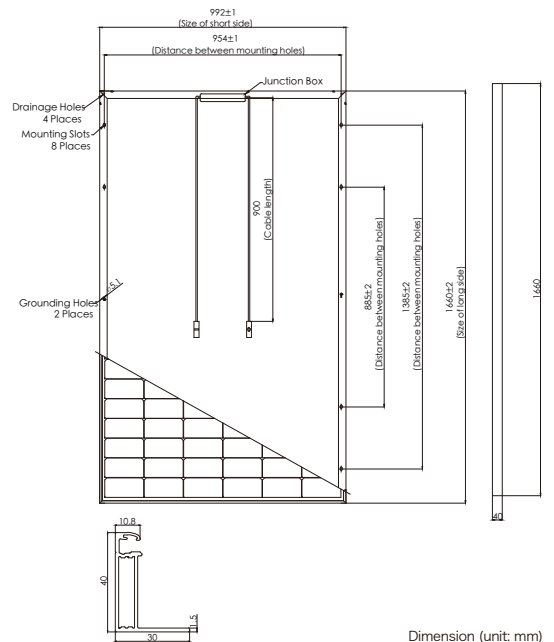 992±1
(Size of short side)
954±1
(Distance between mounting holes)
Junction Box
Drainage Holes
4 Places
Mounting Slots
8 Places
900
(Cable length)
885±2
(Distance between mounting holes)
1385±2
(Distance between mounting holes)
1660±2
(Size of long side)
1660
5.1
Grounding Holes
2 Places
40
10.8
40
1.5
30
Dimension (unit: mm)